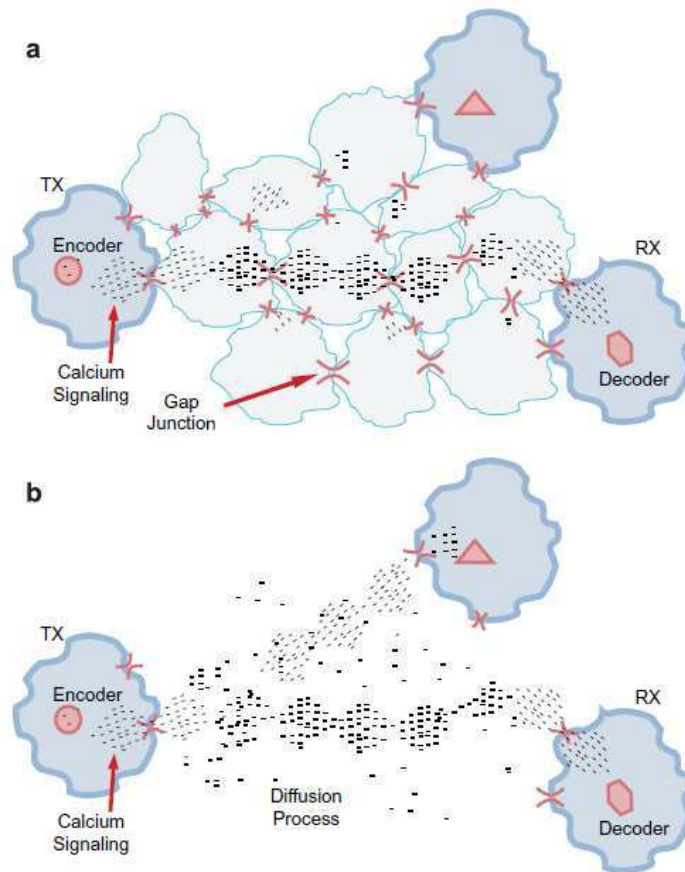 a
TX
Encoder
RX
Calcium
Signaling
Gap
Junction
Decoder
b
TX
Encoder
RX
Diffusion
Process
Calcium
Signaling
Decoder